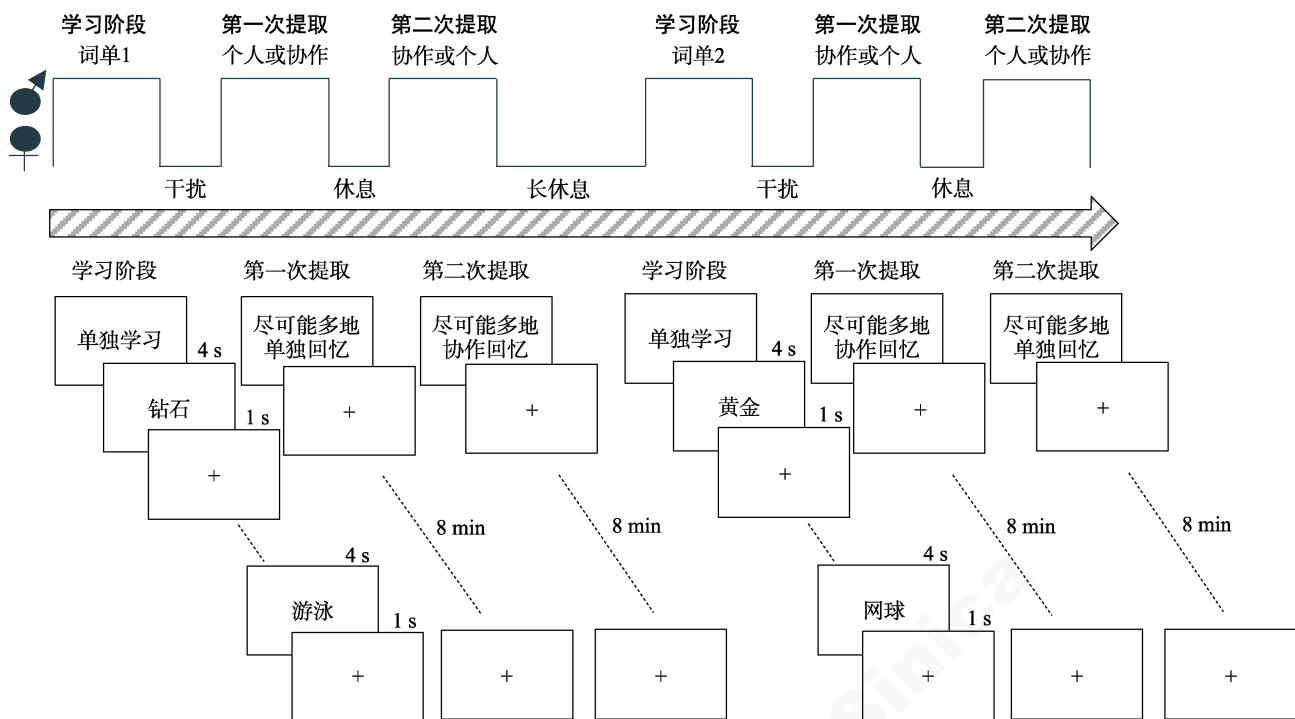 学习阶段
词单1
第一次提取
个人或协作
第二次提取
协作或个人
学习阶段
词单2
第一次提取
协作或个人
第二次提取
个人或协作
干扰
休息
长休息
干扰
休息
学习阶段
第一次提取
第二次提取
学习阶段
第一次提取
第二次提取
单独学习
4 s
钻石
1 s
+
尽可能多地
单独回忆
+
尽可能多地
协作回忆
+
单独学习
4 s
黄金
1 s
+
尽可能多地
协作回忆
+
尽可能多地
单独回忆
+
8 min
8 min
8 min
8 min
4 s
游泳
1 s
+
+
+
4 s
网球
1 s
+
+
+
Sinica